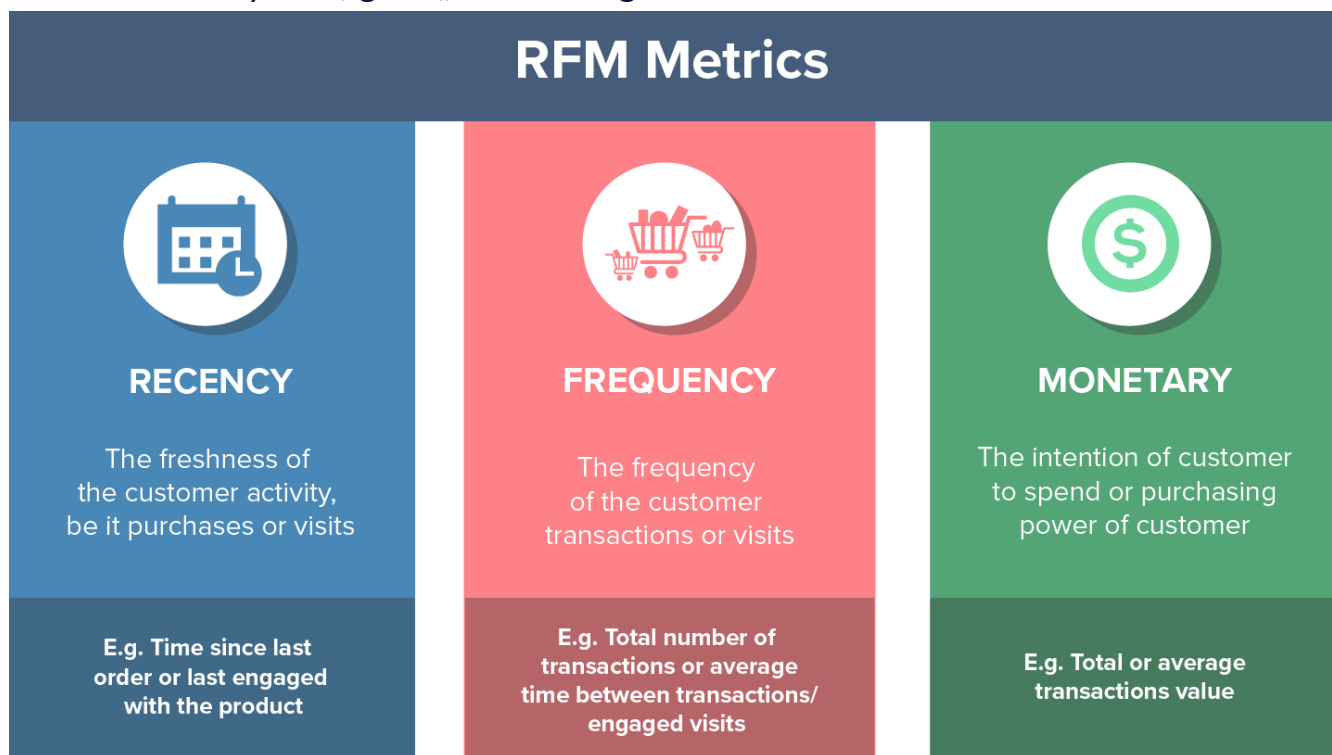 RFM Metrics
RECENCY
The freshness of
the customer activity,
be it purchases or visits
E.g. Time since last
order or last engaged
with the product
FREQUENCY
The frequency
of the customer
transactions or visits
E.g. Total number of
transactions or average
time between transactions/
engaged visits
MONETARY
The intention of customer
to spend or purchasing
power of customer
E.g. Total or average
transactions value